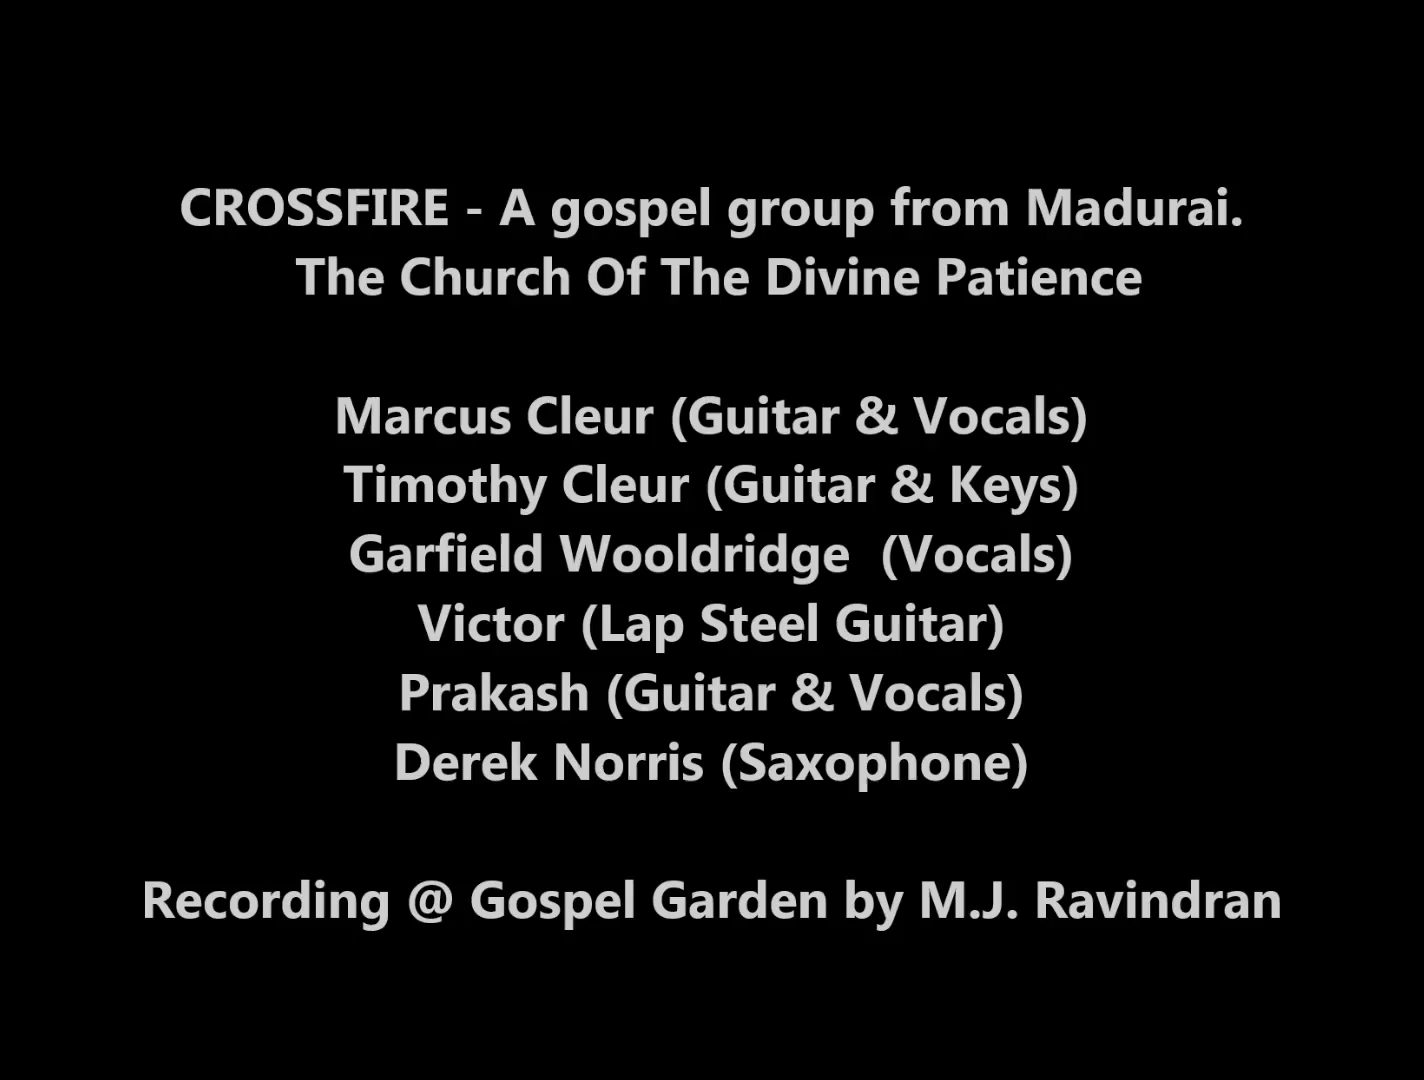 CROSSFIRE - A gospel group from Madurai.
The Church Of The Divine Patience
Marcus Cleur (Guitar & Vocals)
Timothy Cleur (Guitar & Keys)
Garfield Wooldridge  (Vocals)
Victor (Lap Steel Guitar)
Prakash (Guitar & Vocals)
Derek Norris (Saxophone)
Recording @ Gospel Garden by M.J. Ravindran